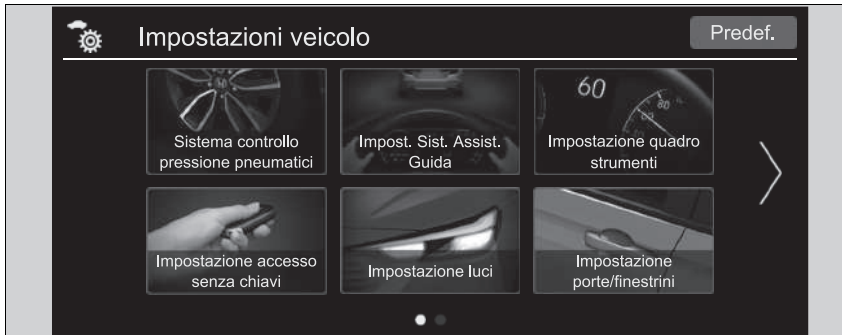 Impostazioni veicolo
Predef.
Sistema controllo
pressione pneumatici
Impost. Sist. Assist.
Guida
60
Impostazione quadro
strumenti
Impostazione accesso
senza chiavi
Impostazione luci
Impostazione
porte/finestrini